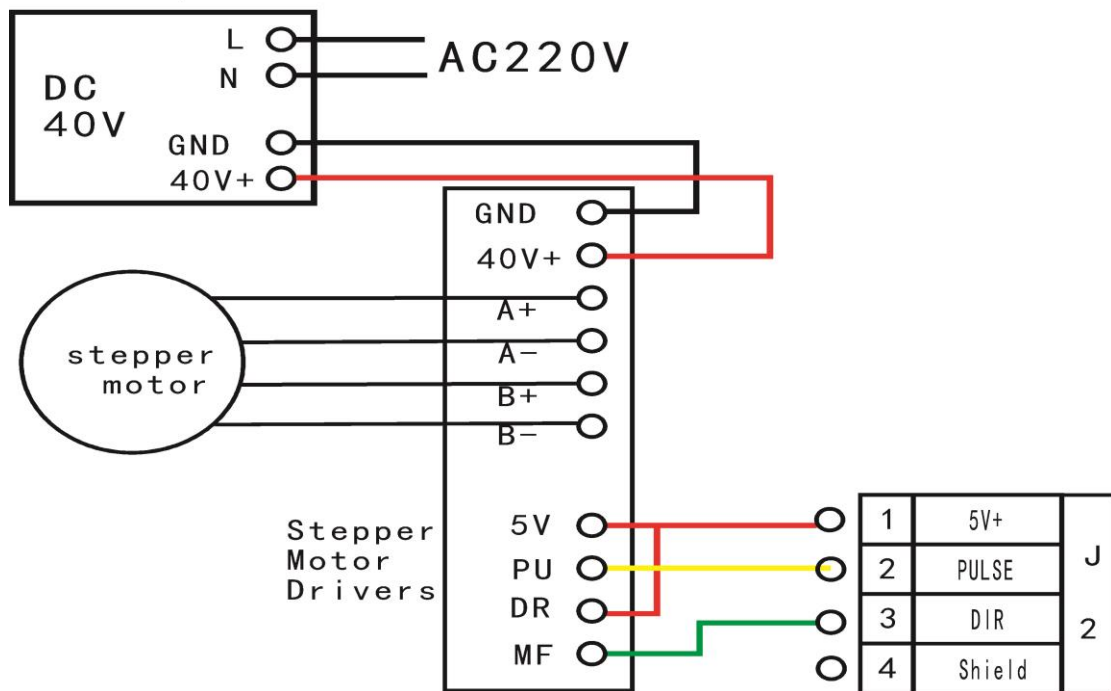 L
N
AC220V
DC
40V
GND
40V+
GND
40V+
A+
A-
B+
B-
stepper
motor
Stepper
Motor
Drivers
5V
PU
DR
MF
1 5V+
2 PULSE
3 DIR
4 Shield
J
2